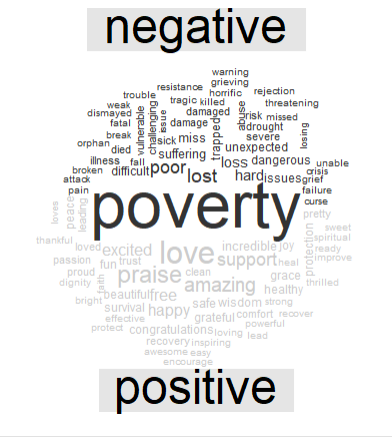 negative
warning
grieving
resistance horrific rejection
trouble tragic killed abuse threatening
weak vulnerable challenging issue damaged risk missed
dismayed damage trapped drought losing
fatal severe
break sick miss unexpected
orphan died suffering
illness fall poor loss dangerous unable
broken difficult lost hard issues crisis
attack grief
pain failure
poverty curse
loves peace leading pretty
sweet
thankful loved excited love incredible joy protection spiritual
ready
passion fun trust support heal improve
proud praise clean grace
dignity faith amazing healthy thrilled
bright beautiful free safe wisdom strong
survival happy comfort recover
effective grateful powerful
protect congratulations loving lead
recovery inspiring
awesome easy
encourage
positive